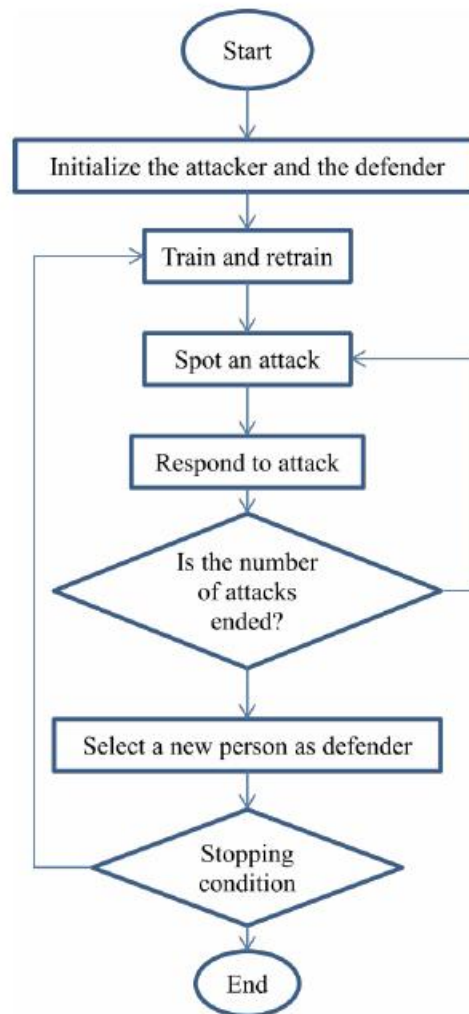 Start
Initialize the attacker and the defender
Train and retrain
Spot an attack
Respond to attack
Is the number
of attacks
ended?
Select a new person as defender
Stopping
condition
End